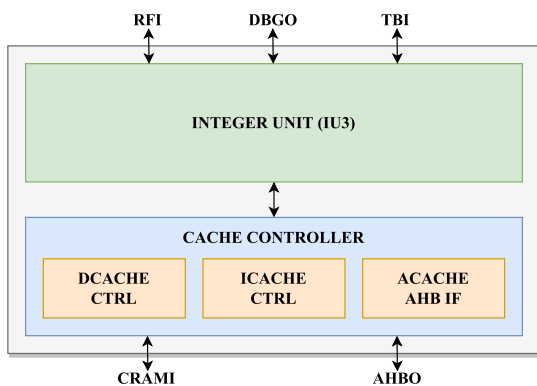 RFI DBGO TBI
INTEGER UNIT (IU3)
CACHE CONTROLLER
DCACHE
CTRL
ICACHE
CTRL
ACACHE
AHB IF
CRAMI AHBO